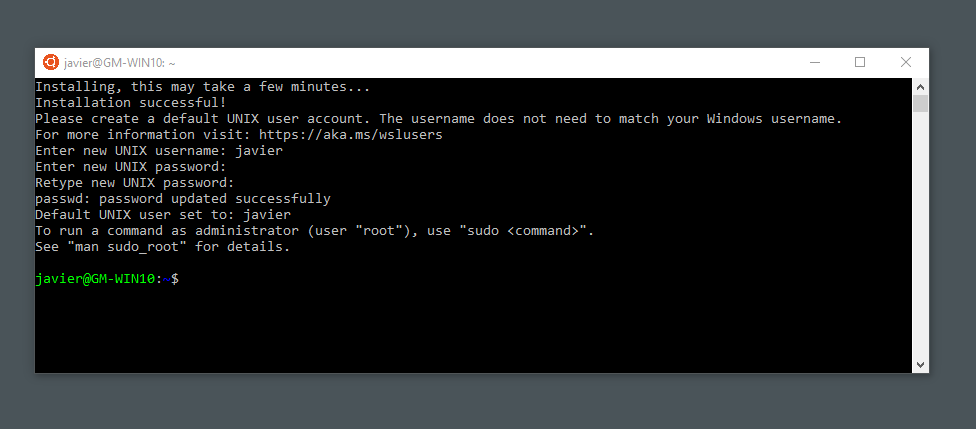 javier@GM-WIN10: ~
Installing, this may take a few minutes...
Installation successful!
Please create a default UNIX user account. The username does not need to match your Windows username.
For more information visit: https://aka.ms/wslusers
Enter new UNIX username: javier
Enter new UNIX password:
Retype new UNIX password:
passwd: password updated successfully
Default UNIX user set to: javier
To run a command as administrator (user "root"), use "sudo <command>".
See "man sudo_root" for details.
javier@GM-WIN10:~$